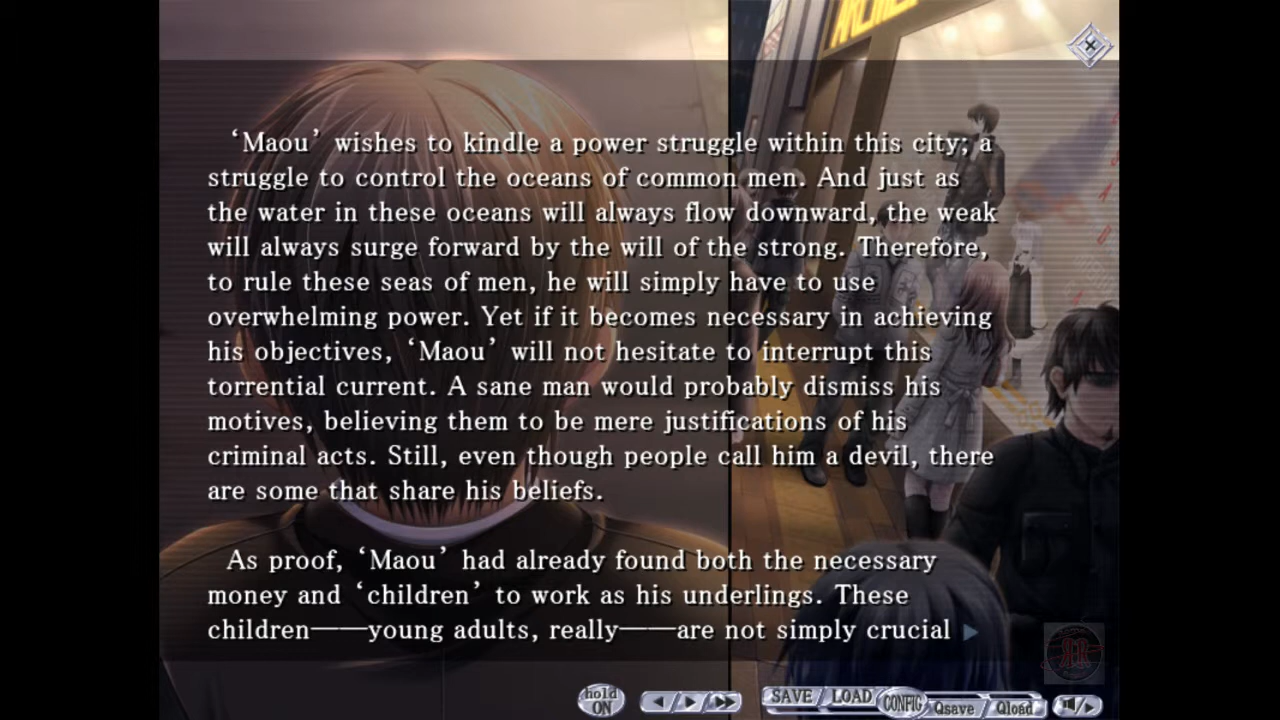 ‘Maou’ wishes to kindle a power struggle within this city; a
struggle to control the oceans of common men. And just as
the water in these oceans will always flow downward, the weak
will always surge forward by the will of the strong. Therefore,
to rule these seas of men, he will simply have to use
overwhelming power. Yet if it becomes necessary in achieving
his objectives, ‘Maou’ will not hesitate to interrupt this
torrential current. A sane man would probably dismiss his
motives, believing them to be mere justifications of his
criminal acts. Still, even though people call him a devil, there
are some that share his beliefs.
As proof, ‘Maou’ had already found both the necessary
money and ‘children’ to work as his underlings. These
children——young adults, really——are not simply crucial
hold
ON
SAVE LOAD CONFIG Qsave Qload